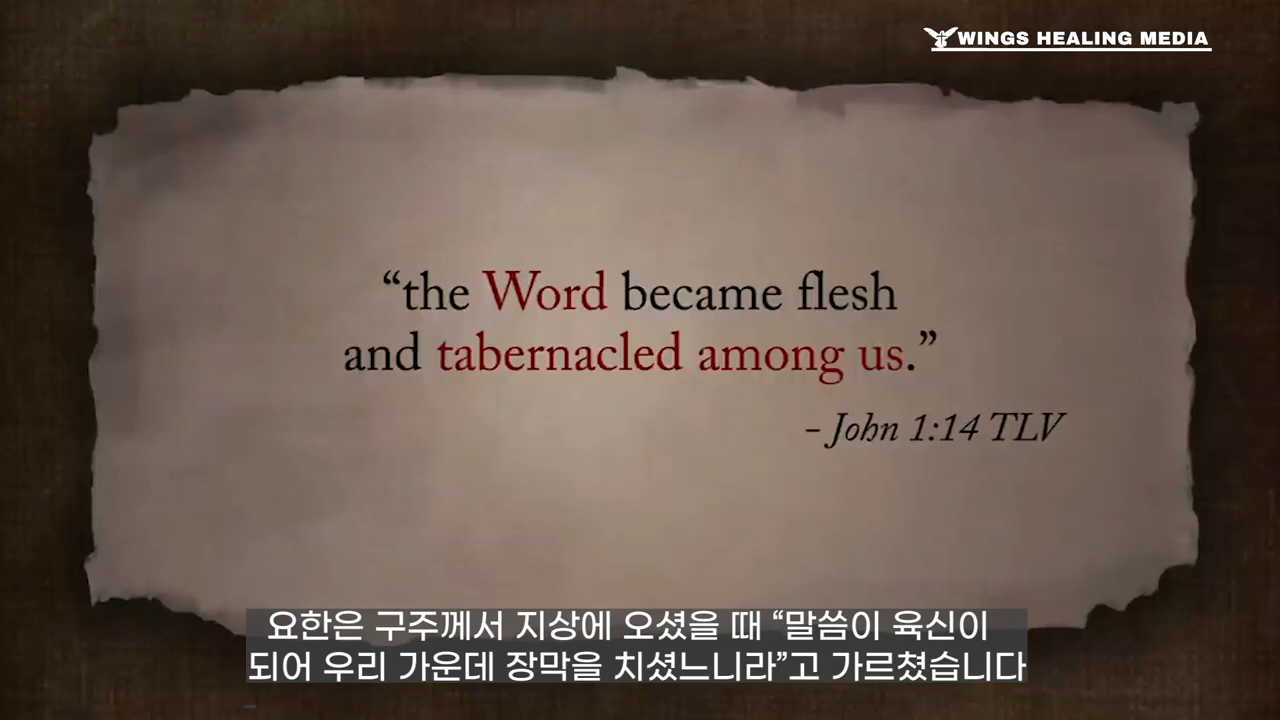 WINGS HEALING MEDIA
“the Word became flesh
and tabernacled among us.”
- John 1:14 TLV
요한은 구주께서 지상에 오셨을 때 “말씀이 육신이
되어 우리 가운데 장막을 치셨느니라”고 가르쳤습니다